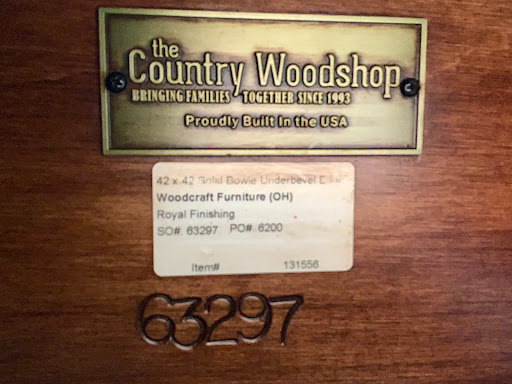 the
Country Woodshop
BRINGING FAMILIES TOGETHER SINCE 1993
Proudly Built In the USA
42 x 42 Solid Bowie Underbevel
Woodcraft Furniture (OH)
Royal Finishing
SO#: 63297 PO#: 6200
Item# 131556
63297